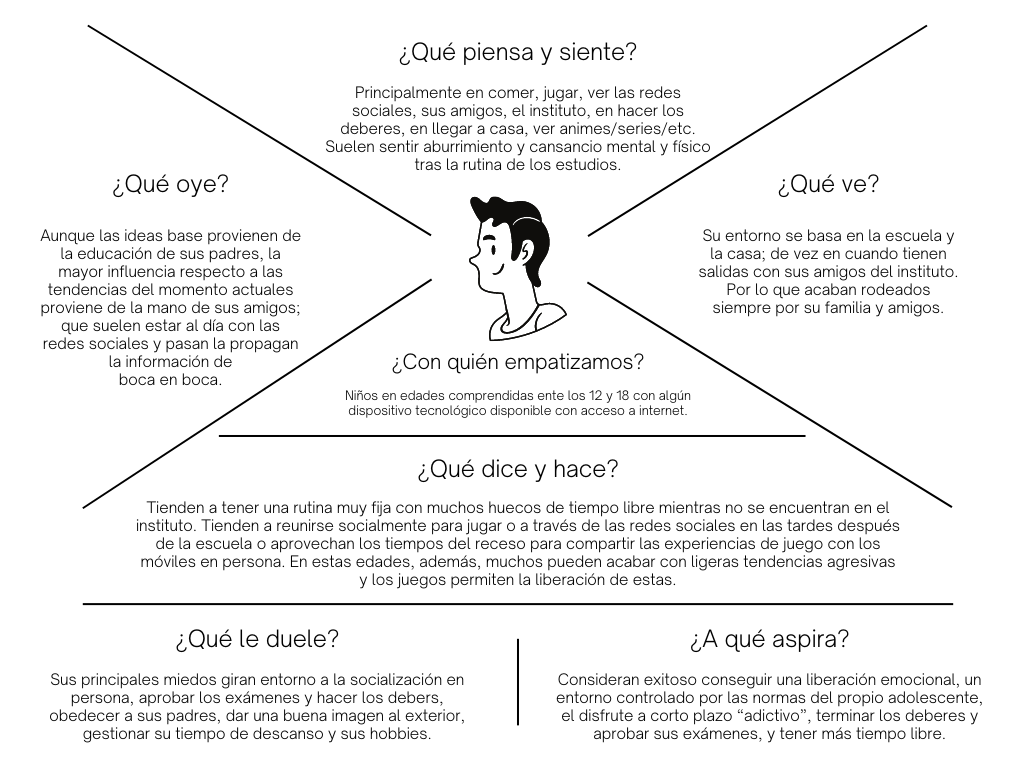 ¿Qué piensa y siente?
Principalmente en comer, jugar, ver las redes
sociales, sus amigos, el instituto, en hacer los
deberes, en llegar a casa, ver animes/series/etc.
Suelen sentir aburrimiento y cansancio mental y físico
tras la rutina de los estudios.
¿Qué oye?
Aunque las ideas base provienen de
la educación de sus padres, la
mayor influencia respecto a las
tendencias del momento actuales
proviene de la mano de sus amigos;
que suelen estar al día con las
redes sociales y pasan la propagan
la información de
boca en boca.
¿Qué ve?
Su entorno se basa en la escuela y
la casa; de vez en cuando tienen
salidas con sus amigos del instituto.
Por lo que acaban rodeados
siempre por su familia y amigos.
¿Con quién empatizamos?
Niños en edades comprendidas ente los 12 y 18 con algún
dispositivo tecnológico disponible con acceso a internet.
¿Qué dice y hace?
Tienden a tener una rutina muy fija con muchos huecos de tiempo libre mientras no se encuentran en el
instituto. Tienden a reunirse socialmente para jugar o a través de las redes sociales en las tardes después
de la escuela o aprovechan los tiempos del receso para compartir las experiencias de juego con los
móviles en persona. En estas edades, además, muchos pueden acabar con ligeras tendencias agresivas
y los juegos permiten la liberación de estas.
¿Qué le duele?
Sus principales miedos giran entorno a la socialización en
persona, aprobar los exámenes y hacer los debers,
obedecer a sus padres, dar una buena imagen al exterior,
gestionar su tiempo de descanso y sus hobbies.
¿A qué aspira?
Consideran exitoso conseguir una liberación emocional, un
entorno controlado por las normas del propio adolescente,
el disfrute a corto plazo “adictivo”, terminar los deberes y
aprobar sus exámenes, y tener más tiempo libre.